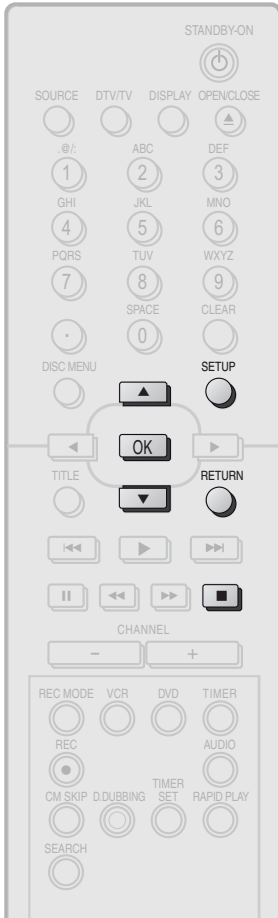 STANDBY-ON
SOURCE DTV/TV DISPLAY OPEN/CLOSE
.@/: ABC DEF
1 2 3
GHI JKL MNO
4 5 6
PQRS TUV WXYZ
7 8 9
SPACE CLEAR
. 0
DISC MENU SETUP
OK
TITLE RETURN
CHANNEL
- +
REC MODE VCR DVD TIMER
REC AUDIO
CM SKIP D.DUBBING TIMER SET RAPID PLAY
SEARCH